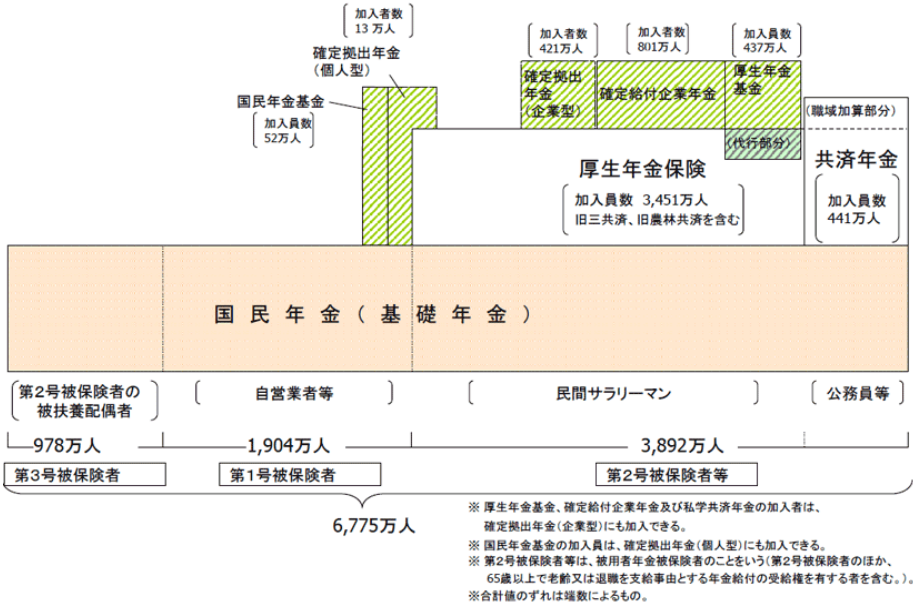 加入者数
13 万人
確定拠出年金
（個人型）
国民年金基金
加入員数
52万人
加入者数
421万人
加入者数
801万人
加入員数
437万人
確定拠出
年金
（企業型）
確定給付企業年金
厚生年金
基金
（代行部分）
（職域加算部分）
厚生年金保険
加入員数 3,451万人
旧三共済、旧農林共済を含む
共済年金
加入員数
441万人
国 民 年 金 （ 基 礎 年 金 ）
第2号被保険者の
被扶養配偶者
自営業者等
民間サラリーマン
公務員等
978万人
1,904万人
3,892万人
第3号被保険者
第1号被保険者
第2号被保険者等
6,775万人
※ 厚生年金基金、確定給付企業年金及び私学共済年金の加入者は、
確定拠出年金（企業型）にも加入できる。
※ 国民年金基金の加入員は、確定拠出年金（個人型）にも加入できる。
※ 第2号被保険者等は、被用者年金被保険者のことをいう（第2号被保険者のほか、
65歳以上で老齢又は退職を支給事由とする年金給付の受給権を有する者を含む。）。
※合計値のずれは端数によるもの。